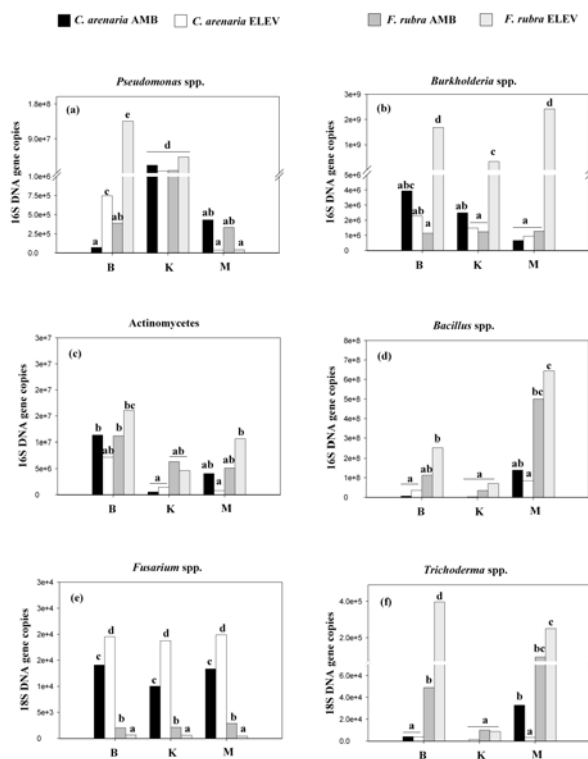 C. arenaria AMB C. arenaria ELEV F. rubra AMB F. rubra ELEV
Pseudomonas spp.
(a)
16S DNA gene copies
1.8e+8
9.0e+7
1.0e+6
7.5e+5
5.0e+5
2.5e+5
0.0
a c ab e
d
ab a ab a
B K M
Burkholderia spp.
(b)
16S DNA gene copies
3e+9
2e+9
1e+9
5e+6
4e+6
3e+6
2e+6
1e+6
0
abc ab a d
ab a c
a d
B K M
Actinomycetes
(c)
16S DNA gene copies
3e+7
2e+7
2e+7
1e+7
5e+6
0
b ab b bc
a ab
ab a ab b
B K M
Bacillus spp.
(d)
16S DNA gene copies
8e+8
6e+8
4e+8
3e+8
2e+8
1e+8
0
a ab b
a
ab a bc c
B K M
Fusarium spp.
(e)
18S DNA gene copies
3e+4
2e+4
2e+4
1e+4
5e+3
0
c d b a
c d b a
c d b a
B K M
Trichoderma spp.
(f)
18S DNA gene copies
4.0e+5
2.0e+5
6.0e+4
4.0e+4
2.0e+4
0.0
a b d
a
b a bc c
B K M